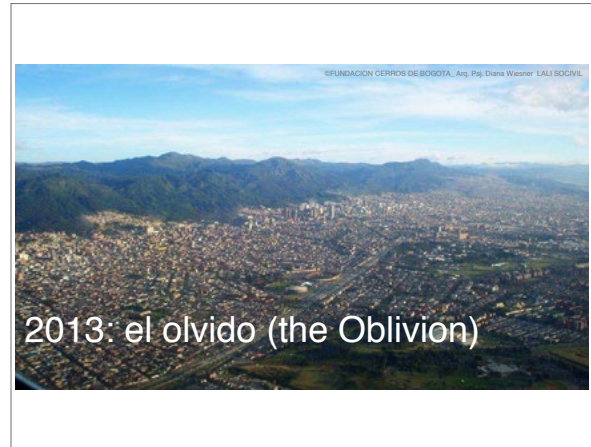 ©FUNDACION CERROS DE BOGOTA_ Arq. Psj. Diana Wiesner LALI SOCIVIL
2013: el olvido (the Oblivion)